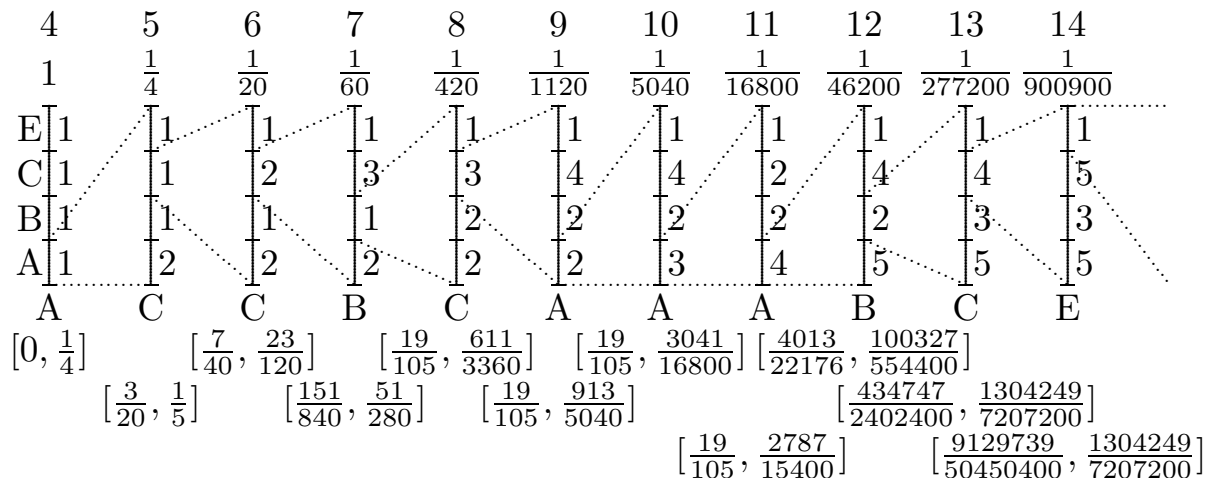 4 5 6 7 8 9 10 11 12 13 14
1 1/4 1/20 1/60 1/420 1/1120 1/5040 1/16800 1/46200 1/277200 1/900900
E 1 1 1 1 1 1 1 1 1 1 1
C 1 1 2 3 3 4 4 2 4 4 5
B 1 1 1 1 2 2 2 2 2 3 3
A 1 2 2 2 2 2 3 4 5 5 5
A C C B C A A A B C E
[0, 1/4] [7/40, 23/120] [19/105, 611/3360] [19/105, 3041/16800] [4013/22176, 100327/554400]
[3/20, 1/5] [151/840, 51/280] [19/105, 913/5040] [434747/2402400, 1304249/7207200]
[19/105, 2787/15400] [9129739/50450400, 1304249/7207200]